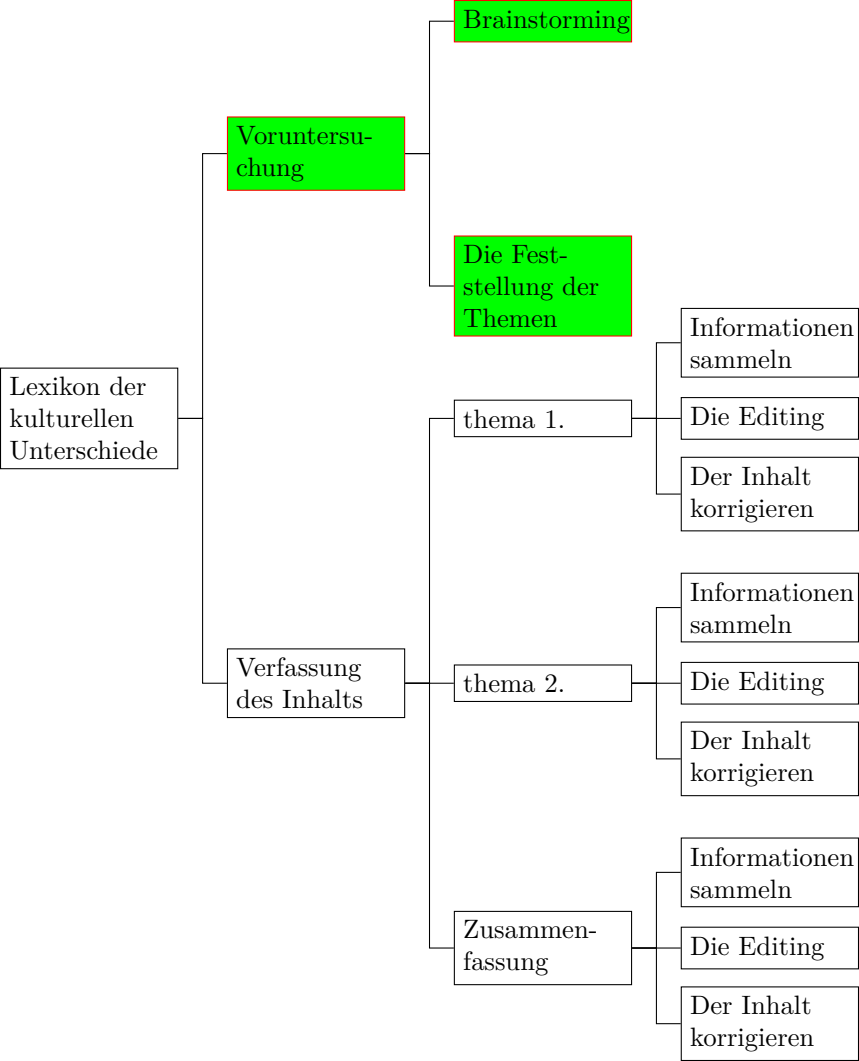 Brainstorming
Voruntersu-
chung
Die Fest-
stellung der
Themen
Informationen
sammeln
Lexikon der
kulturellen
Unterschiede
thema 1.
Die Editing
Der Inhalt
korrigieren
Informationen
sammeln
Verfassung
des Inhalts
thema 2.
Die Editing
Der Inhalt
korrigieren
Informationen
sammeln
Zusammen-
fassung
Die Editing
Der Inhalt
korrigieren